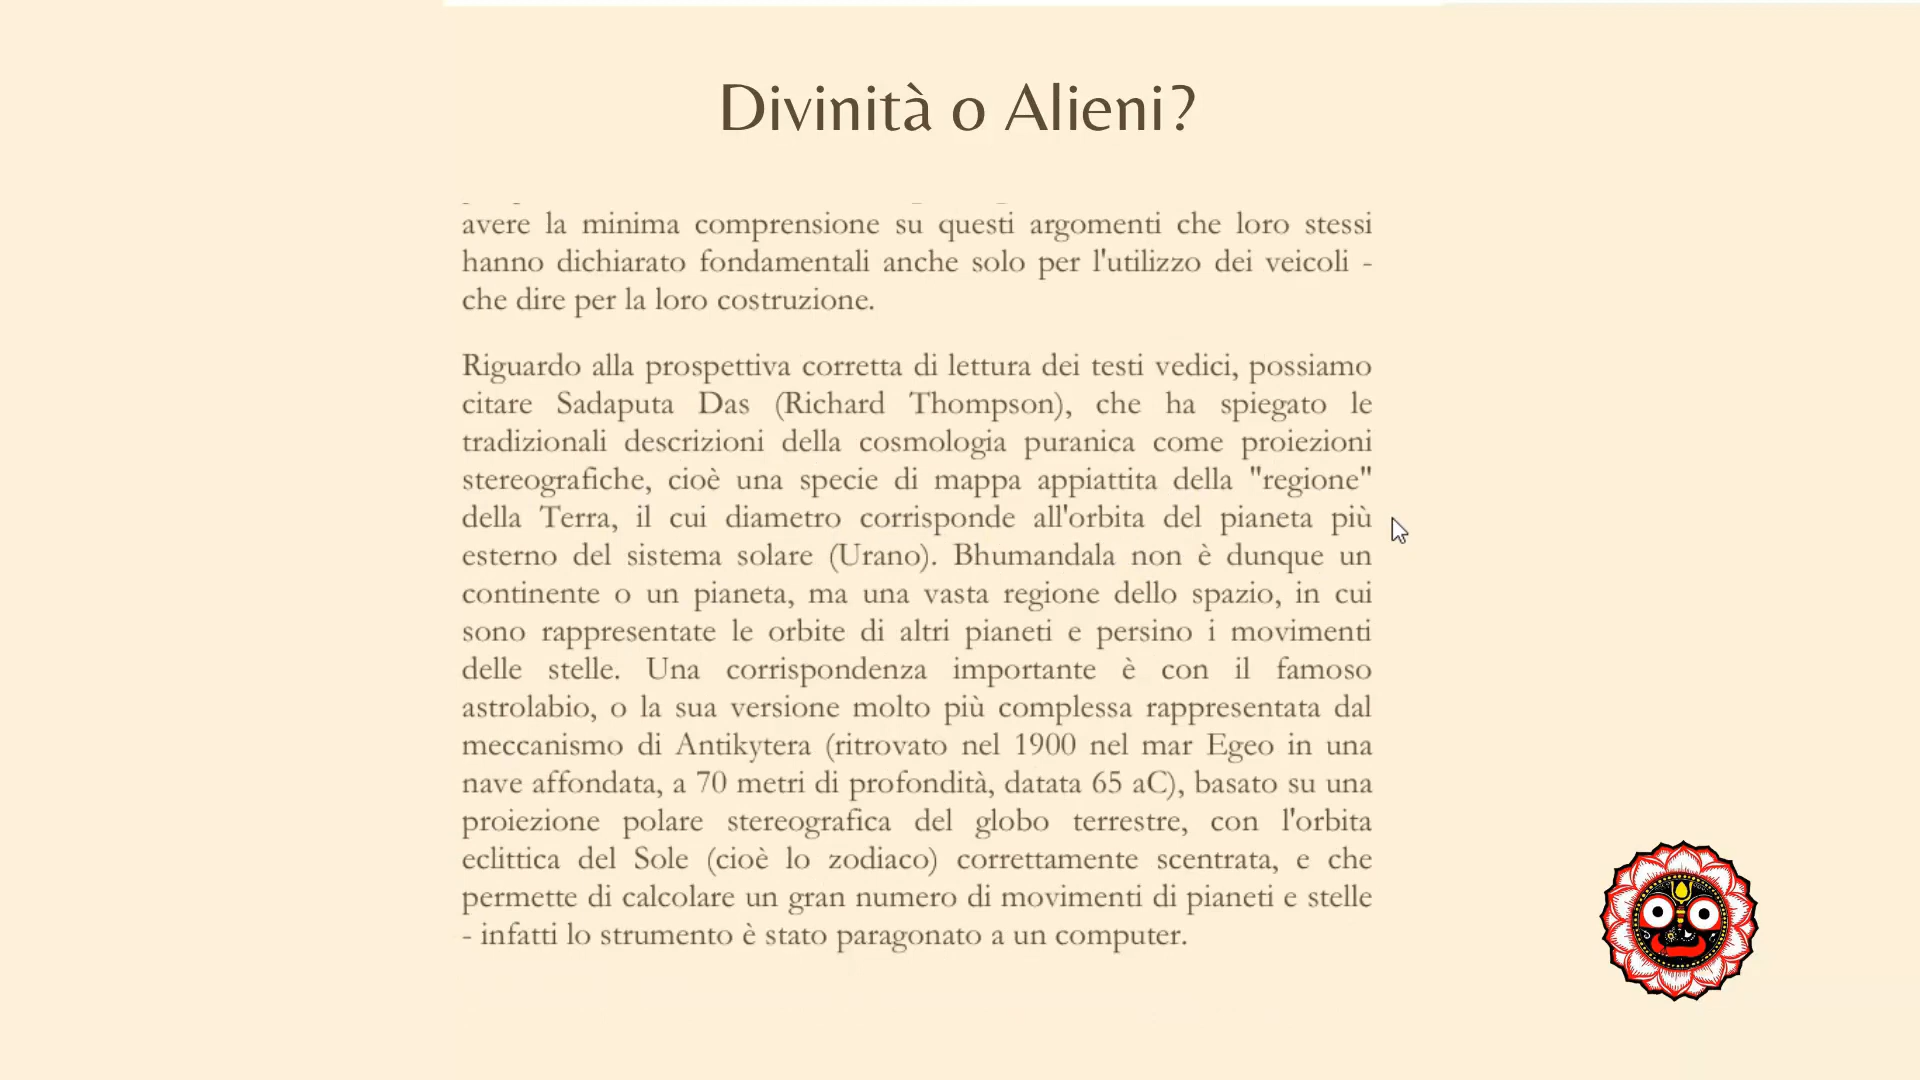 Divinità o Alieni?
avere la minima comprensione su questi argomenti che loro stessi
hanno dichiarato fondamentali anche solo per l'utilizzo dei veicoli -
che dire per la loro costruzione.
Riguardo alla prospettiva corretta di lettura dei testi vedici, possiamo
citare Sadaputa Das (Richard Thompson), che ha spiegato le
tradizionali descrizioni della cosmologia puranica come proiezioni
stereografiche, cioè una specie di mappa appiattita della "regione"
della Terra, il cui diametro corrisponde all'orbita del pianeta più
esterno del sistema solare (Urano). Bhumandala non è dunque un
continente o un pianeta, ma una vasta regione dello spazio, in cui
sono rappresentate le orbite di altri pianeti e persino i movimenti
delle stelle. Una corrispondenza importante è con il famoso
astrolabio, o la sua versione molto più complessa rappresentata dal
meccanismo di Antikytera (ritrovato nel 1900 nel mar Egeo in una
nave affondata, a 70 metri di profondità, datata 65 aC), basato su una
proiezione polare stereografica del globo terrestre, con l'orbita
eclittica del Sole (cioè lo zodiaco) correttamente scentrata, e che
permette di calcolare un gran numero di movimenti di pianeti e stelle
- infatti lo strumento è stato paragonato a un computer.